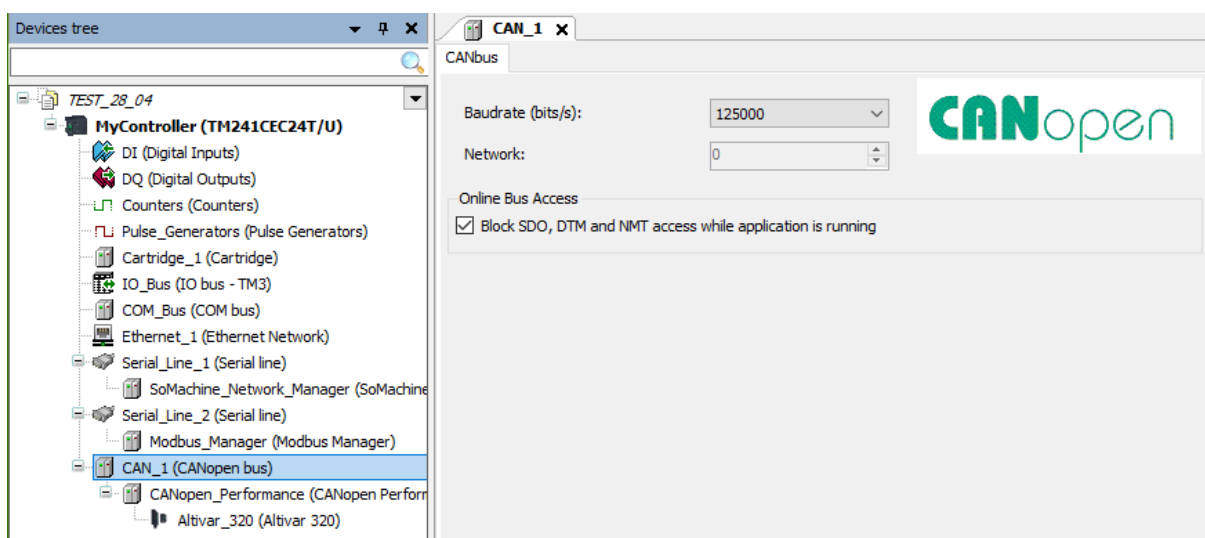 Devices tree
TEST_28_04
MyController (TM241CEC24T/U)
DI (Digital Inputs)
DQ (Digital Outputs)
Counters (Counters)
Pulse_Generators (Pulse Generators)
Cartridge_1 (Cartridge)
IO_Bus (IO bus - TM3)
COM_Bus (COM bus)
Ethernet_1 (Ethernet Network)
Serial_Line_1 (Serial line)
SoMachine_Network_Manager (SoMachine
Serial_Line_2 (Serial line)
Modbus_Manager (Modbus Manager)
CAN_1 (CANopen bus)
CANopen_Performance (CANopen Perforr
Altivar_320 (Altivar 320)
CAN_1
CANbus
Baudrate (bits/s): 125000
Network: 0
CANopen
Online Bus Access
Block SDO, DTM and NMT access while application is running